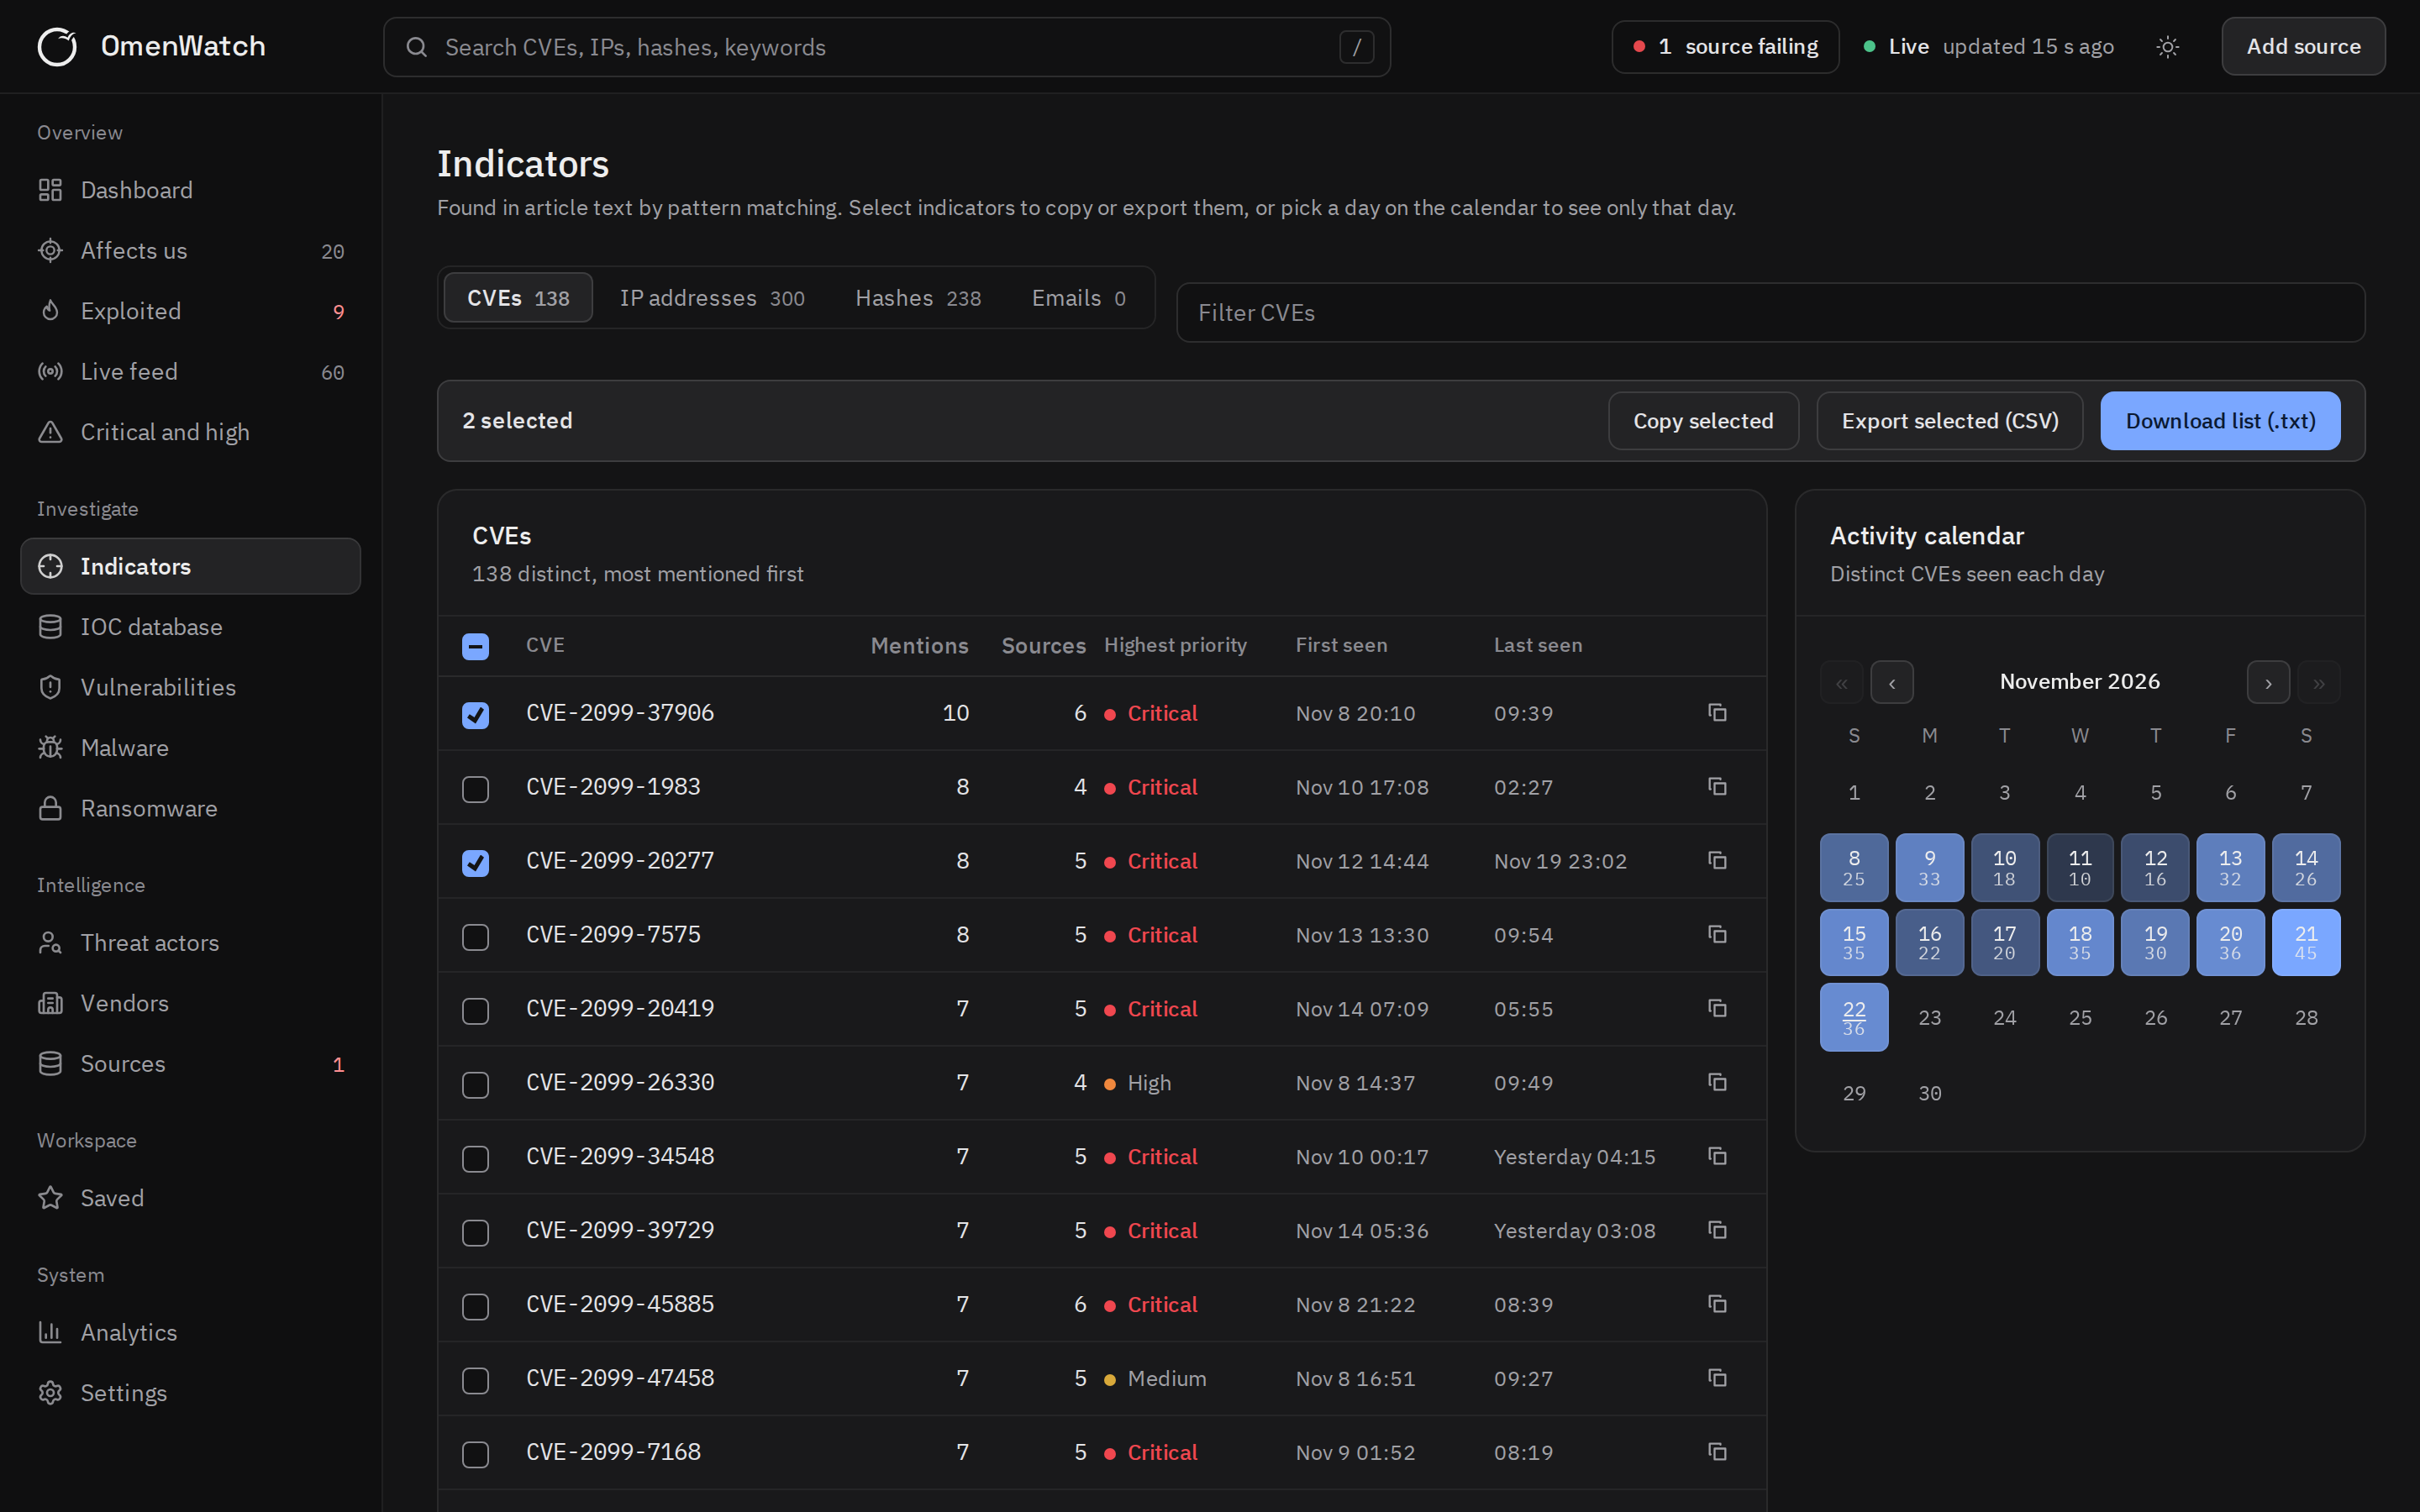 OmenWatch
Search CVEs, IPs, hashes, keywords /
1 source failing
Live updated 15 s ago
Add source
Overview
Dashboard
Affects us 20
Exploited 9
Live feed 60
Critical and high
Investigate
Indicators
IOC database
Vulnerabilities
Malware
Ransomware
Intelligence
Threat actors
Vendors
Sources 1
Workspace
Saved
System
Analytics
Settings
Indicators
Found in article text by pattern matching. Select indicators to copy or export them, or pick a day on the calendar to see only that day.
CVEs 138 IP addresses 300 Hashes 238 Emails 0
Filter CVEs
2 selected
Copy selected Export selected (CSV) Download list (.txt)
CVEs
138 distinct, most mentioned first
CVE Mentions Sources Highest priority First seen Last seen
CVE-2099-37906 10 6 Critical Nov 8 20:10 09:39
CVE-2099-1983 8 4 Critical Nov 10 17:08 02:27
CVE-2099-20277 8 5 Critical Nov 12 14:44 Nov 19 23:02
CVE-2099-7575 8 5 Critical Nov 13 13:30 09:54
CVE-2099-20419 7 5 Critical Nov 14 07:09 05:55
CVE-2099-26330 7 4 High Nov 8 14:37 09:49
CVE-2099-34548 7 5 Critical Nov 10 00:17 Yesterday 04:15
CVE-2099-39729 7 5 Critical Nov 14 05:36 Yesterday 03:08
CVE-2099-45885 7 6 Critical Nov 8 21:22 08:39
CVE-2099-47458 7 5 Medium Nov 8 16:51 09:27
CVE-2099-7168 7 5 Critical Nov 9 01:52 08:19
Activity calendar
Distinct CVEs seen each day
« ‹ November 2026 › »
S M T W T F S
1 2 3 4 5 6 7
8 9 10 11 12 13 14
25 33 18 10 16 32 26
15 16 17 18 19 20 21
35 22 20 35 30 36 45
22 23 24 25 26 27 28
36
29 30